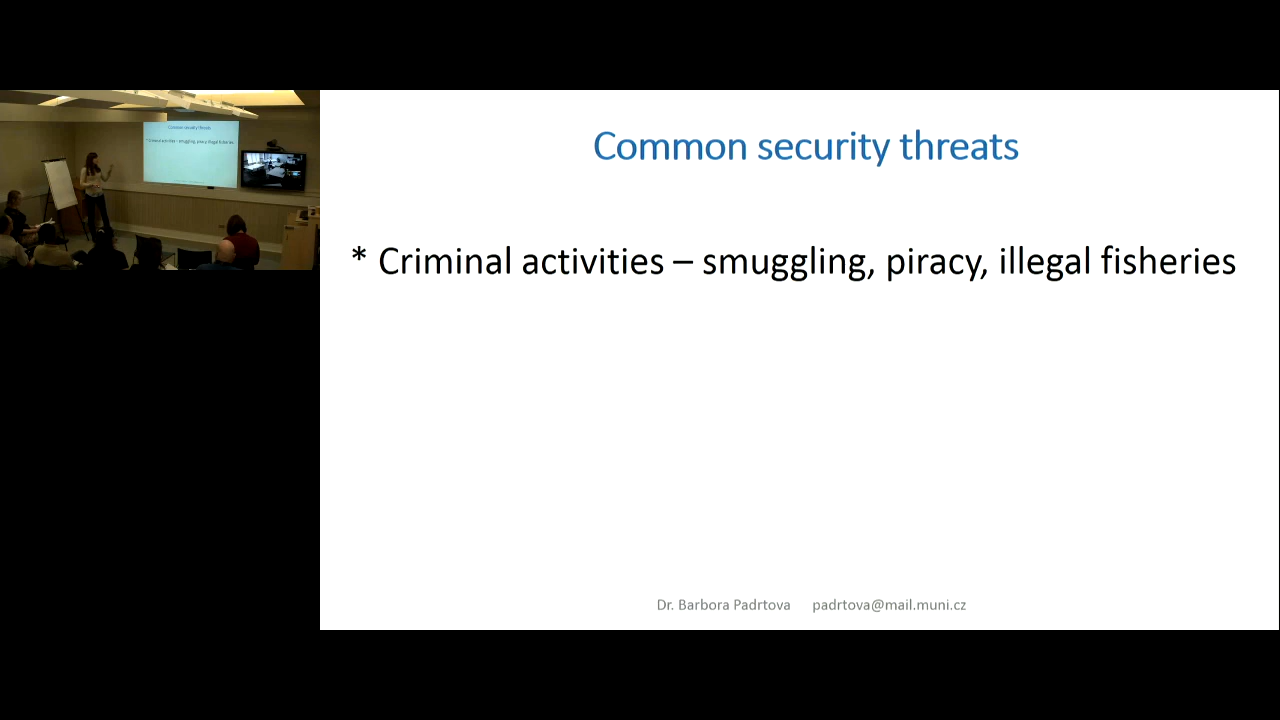 Common security threats
* Criminal activities – smuggling, piracy, illegal fisheries
Dr. Barbora Padrtova padrtova@mail.muni.cz